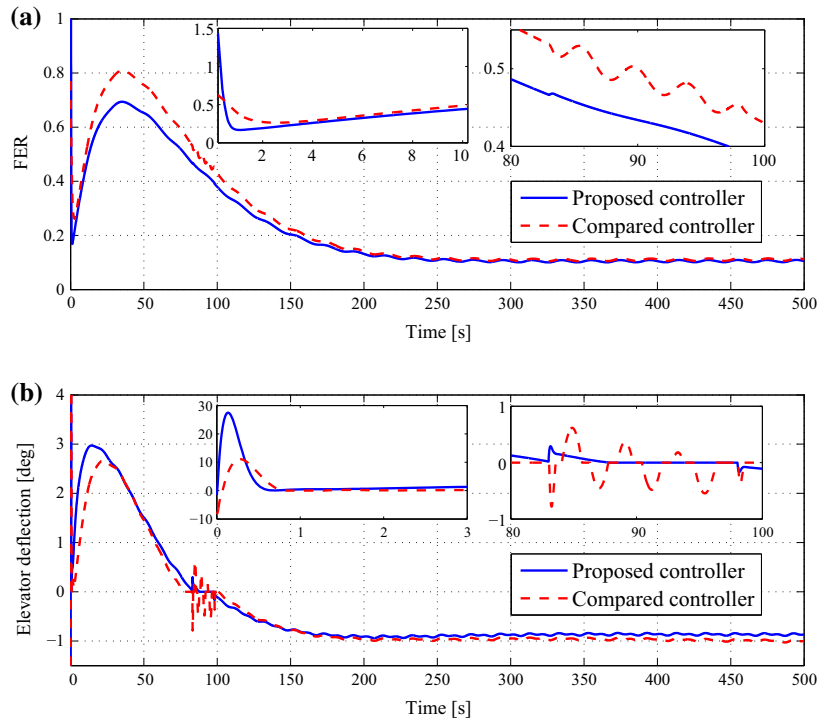 (a)
FER
1
0.8
0.6
0.4
0.2
0
0 50 100 150 200 250 300 350 400 450 500
Time [s]
1.5
1
0.5
0
2 4 6 8 10
0.5
0.4
80 90 100
Proposed controller
Compared controller
(b)
Elevator deflection [deg]
4
3
2
1
0
−1
0 50 100 150 200 250 300 350 400 450 500
Time [s]
30
20
10
0
−10
0 1 2 3
1
0
−1
80 90 100
Proposed controller
Compared controller